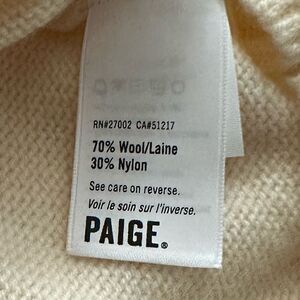 RN#27002 CA#51217
70% Wool/Laine
30% Nylon
See care on reverse.
Voir le soin sur l'inverse.
PAIGE®